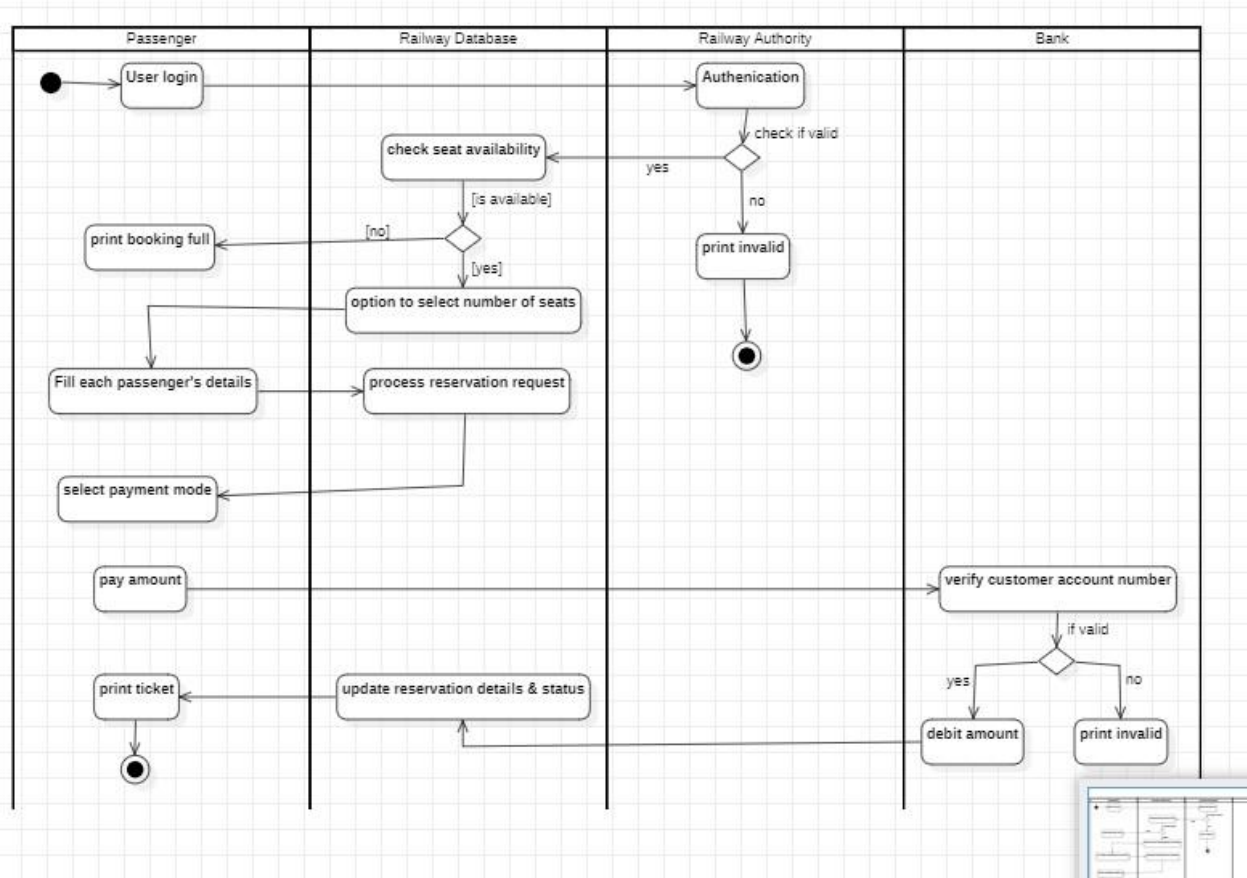 Passenger
Railway Database
Railway Authority
Bank
User login
Authenication
check if valid
check seat availability
yes
[is available]
no
[no]
print booking full
print invalid
[yes]
option to select number of seats
Fill each passenger's details
process reservation request
select payment mode
pay amount
verify customer account number
if valid
yes
no
print ticket
update reservation details & status
debit amount
print invalid